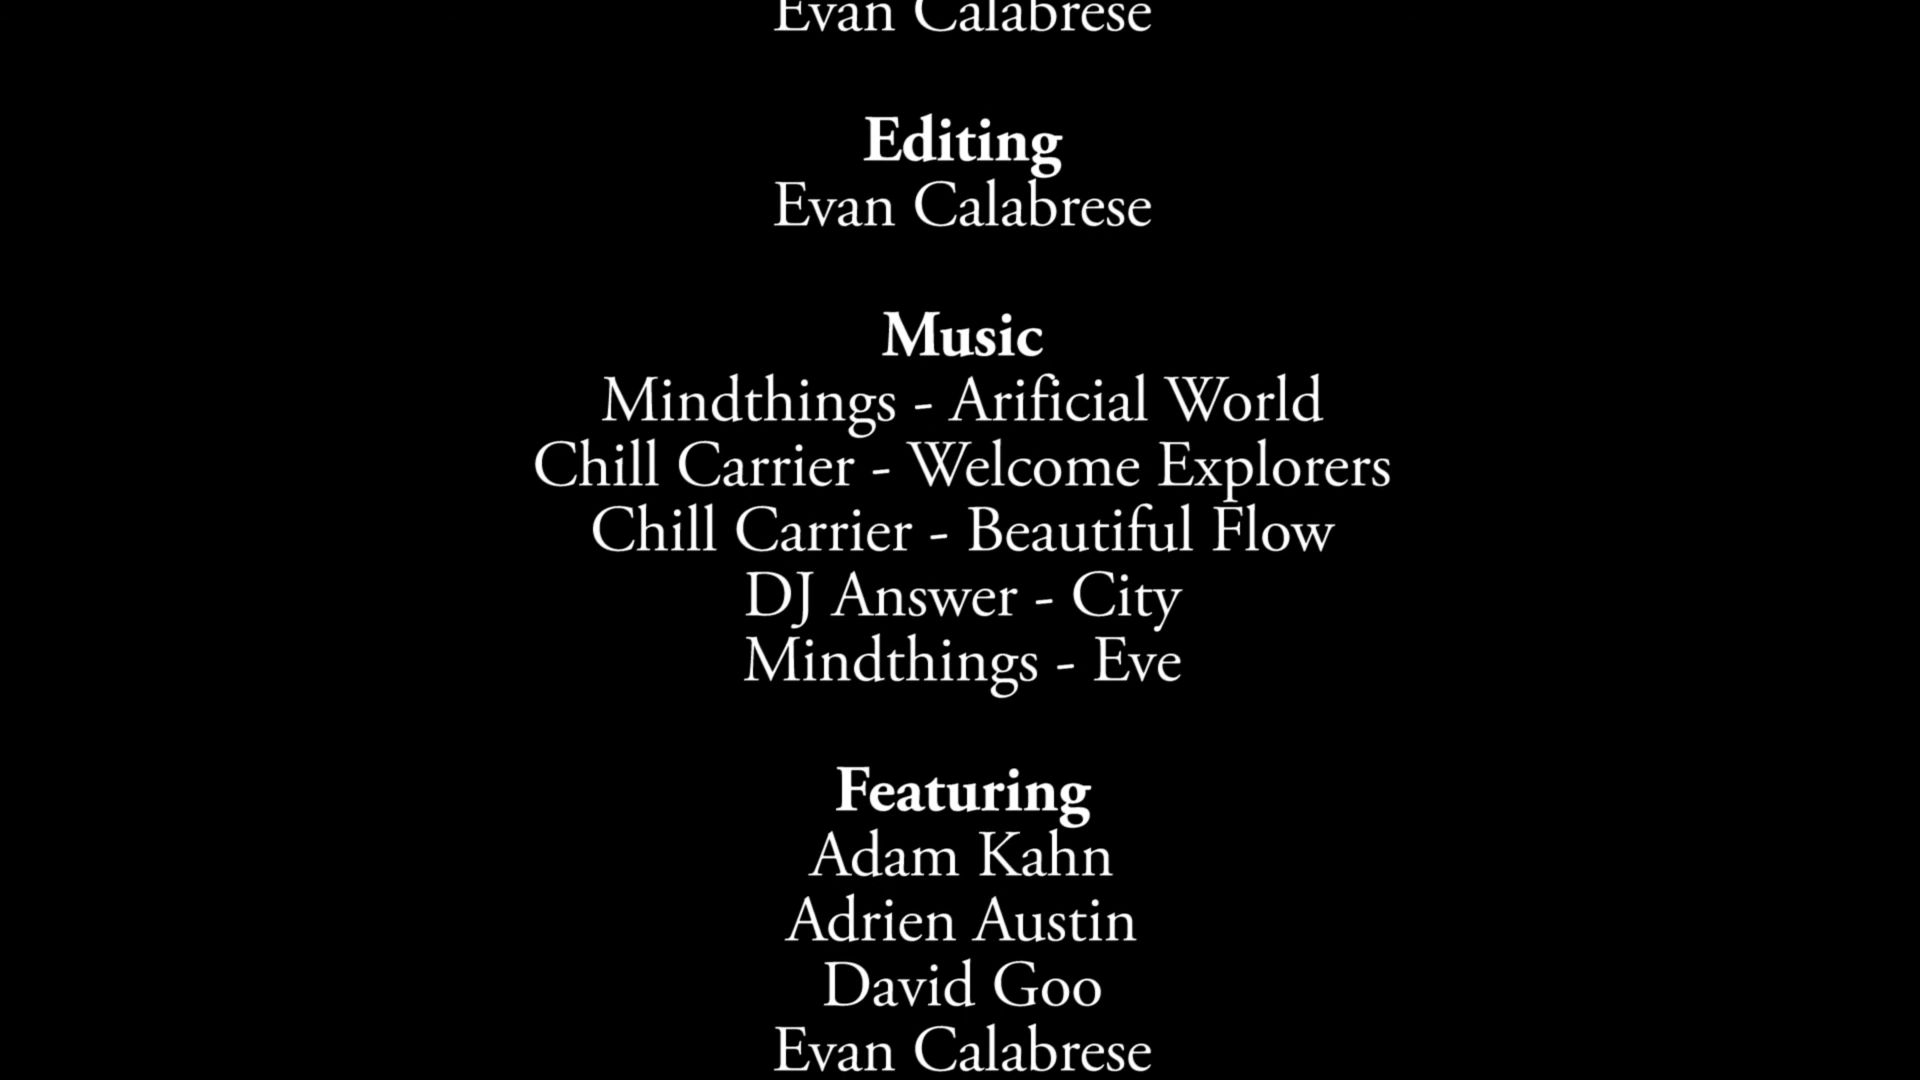 Evan Calabrese
Editing
Evan Calabrese
Music
Mindthings - Arificial World
Chill Carrier - Welcome Explorers
Chill Carrier - Beautiful Flow
DJ Answer - City
Mindthings - Eve
Featuring
Adam Kahn
Adrien Austin
David Goo
Evan Calabrese